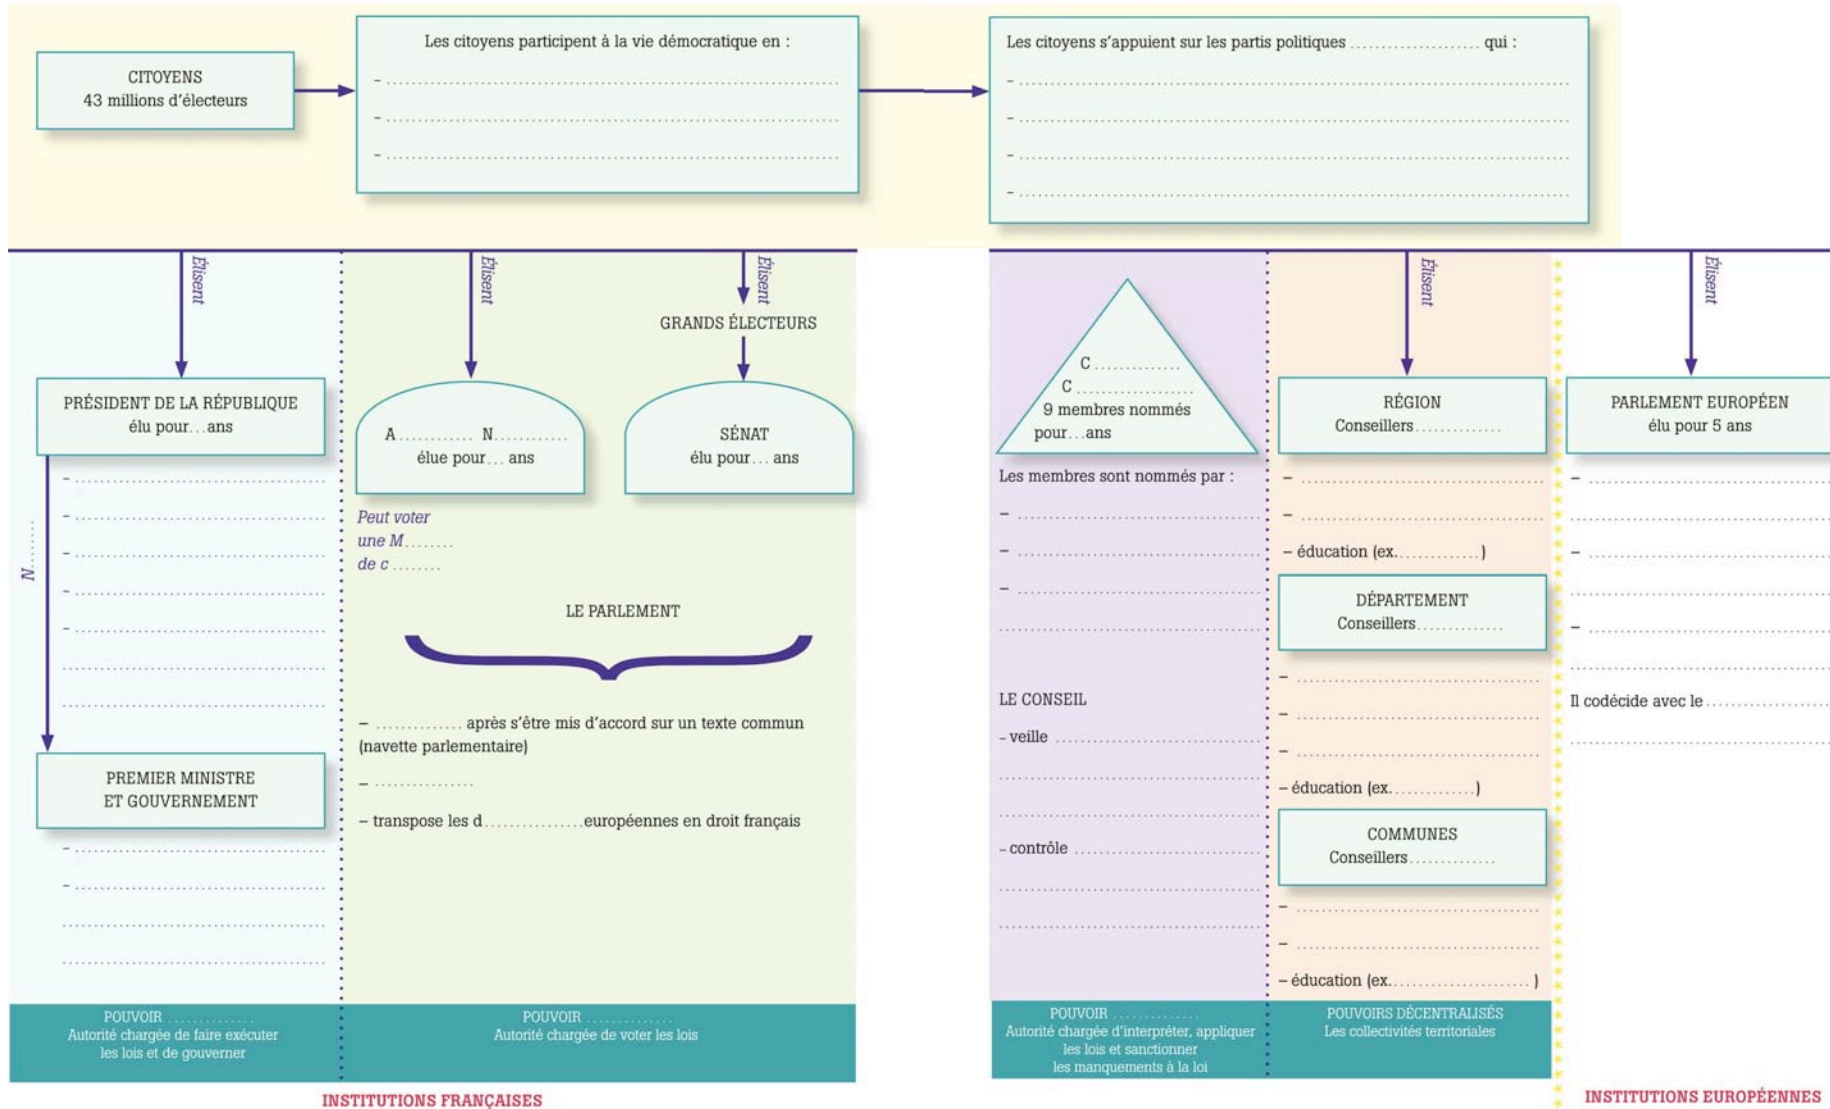 CITOYENS
43 millions d'électeurs
Les citoyens participent à la vie démocratique en :
– ....................
– ....................
– ....................
Les citoyens s'appuient sur les partis politiques .................... qui :
– ....................
– ....................
– ....................
– ....................
Élisent
PRÉSIDENT DE LA RÉPUBLIQUE
élu pour...ans
N........
– ....................
– ....................
– ....................
– ....................
– ....................
....................
....................
PREMIER MINISTRE
ET GOUVERNEMENT
– ....................
– ....................
....................
....................
POUVOIR ..............
Autorité chargée de faire exécuter
les lois et de gouverner
Élisent
A............ N............
élue pour... ans
Peut voter
une M........
de c ........
Élisent
GRANDS ÉLECTEURS
SÉNAT
élu pour... ans
LE PARLEMENT
– .............. après s'être mis d'accord sur un texte commun
(navette parlementaire)
– ................
– transpose les d................européennes en droit français
POUVOIR ..............
Autorité chargée de voter les lois
INSTITUTIONS FRANÇAISES
C ..............
C ...................
9 membres nommés
pour...ans
Les membres sont nommés par :
– ....................
– ....................
– ....................
....................
LE CONSEIL
– veille ....................
....................
....................
– contrôle ....................
....................
....................
POUVOIR ..............
Autorité chargée d'interpréter, appliquer
les lois et sanctionner
les manquements à la loi
Élisent
RÉGION
Conseillers..............
– ....................
– ....................
– éducation (ex..............)
DÉPARTEMENT
Conseillers..............
– ....................
– ....................
– ....................
– éducation (ex..............)
COMMUNES
Conseillers..............
– ....................
– ....................
– éducation (ex....................... )
POUVOIRS DÉCENTRALISÉS
Les collectivités territoriales
Élisent
PARLEMENT EUROPÉEN
élu pour 5 ans
– ....................
....................
– ....................
....................
– ....................
....................
Il codécide avec le ....................
....................
INSTITUTIONS EUROPÉENNES